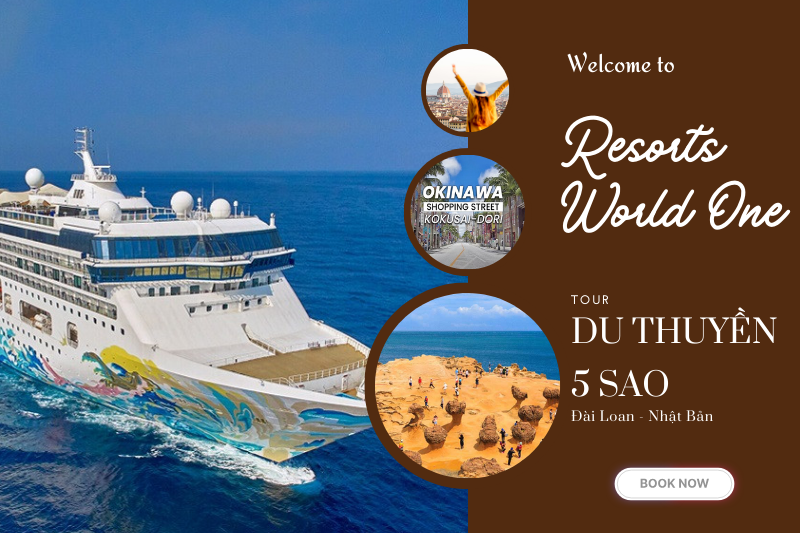 Welcome to
Resorts
World One
OKINAWA
SHOPPING STREET
KOKUSAI-DORI
TOUR
DU THUYỀN
5 SAO
Đài Loan - Nhật Bản
BOOK NOW